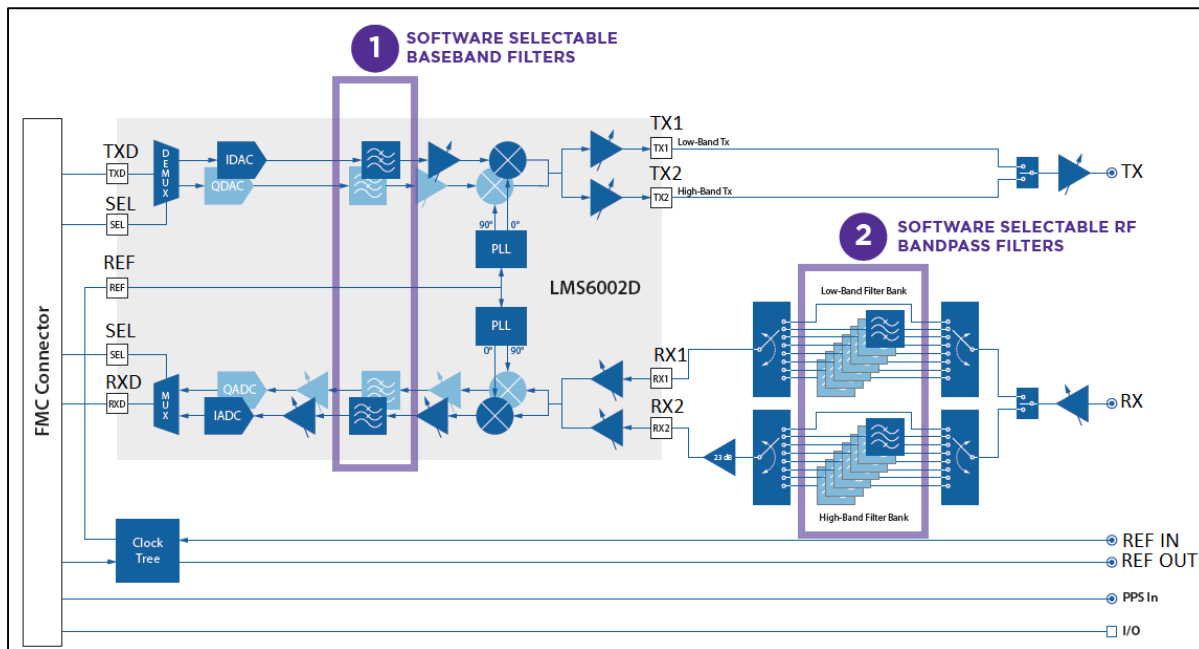 1 SOFTWARE SELECTABLE
BASEBAND FILTERS
FMC Connector
TXD
TXD
DEMUX
IDAC
QDAC
SEL
SEL
REF
REF
SEL
SEL
RXD
RXD
MUX
QADC
IADC
90°
0°
PLL
PLL
0°
90°
LMS6002D
TX1
TX1
Low-Band Tx
TX2
TX2
High-Band Tx
TX
2 SOFTWARE SELECTABLE RF
BANDPASS FILTERS
Low-Band Filter Bank
RX1
RX1
RX2
RX2
23 dB
High-Band Filter Bank
RX
Clock
Tree
REF IN
REF OUT
PPS In
I/O